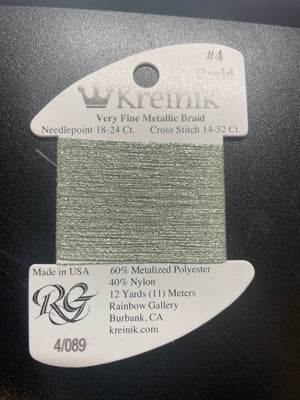 #4
Braid
Kreinik
Very Fine Metallic Braid
Needlepoint 18-24 Ct. Cross Stitch 14-32 Ct.
Made in USA
RG
4/089
60% Metalized Polyester
40% Nylon
12 Yards (11) Meters
Rainbow Gallery
Burbank, CA
kreinik.com